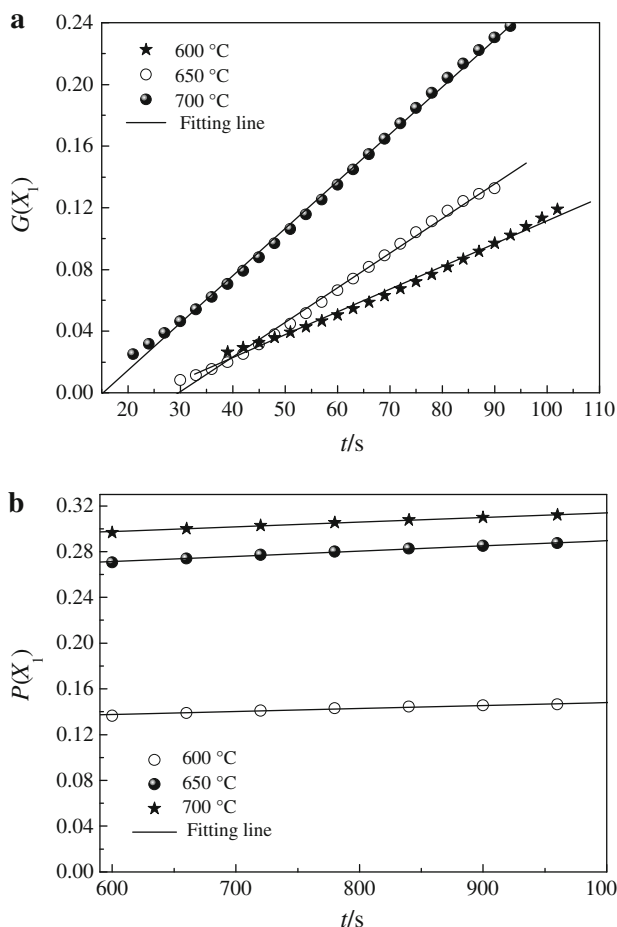 a
0.24
0.20
0.16
0.12
0.08
0.04
0.00
G(X₁)
600 °C
650 °C
700 °C
Fitting line
20 30 40 50 60 70 80 90 100 110
t/s
b
0.32
0.28
0.24
0.20
0.16
0.12
0.08
0.04
0.00
P(X₁)
600 °C
650 °C
700 °C
Fitting line
600 700 800 900 100
t/s